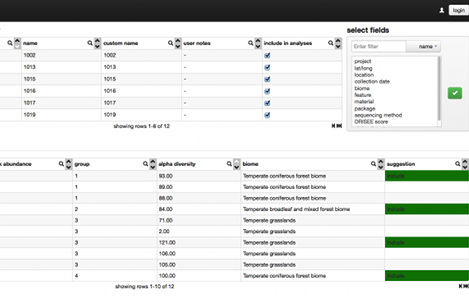 login
name custom name user notes include in analyses
1002 1002 -
1013 1013 -
1015 1015 -
1016 1016 -
1017 1017 -
1019 1019 -
showing rows 1-6 of 12
select fields
Enter filter name
project
lat/long
location
collection date
biome
feature
material
package
sequencing method
DRISEE score
abundance group alpha diversity biome suggestion
1 93.00 Temperate coniferous forest biome include
1 89.00 Temperate coniferous forest biome
1 88.00 Temperate coniferous forest biome
2 84.00 Temperate broadleaf and mixed forest biome include
3 71.00 Temperate grasslands
3 2.00 Temperate grasslands
3 121.00 Temperate grasslands include
3 106.00 Temperate grasslands
3 105.00 Temperate grasslands
4 100.00 Temperate coniferous forest biome include
showing rows 1-10 of 12